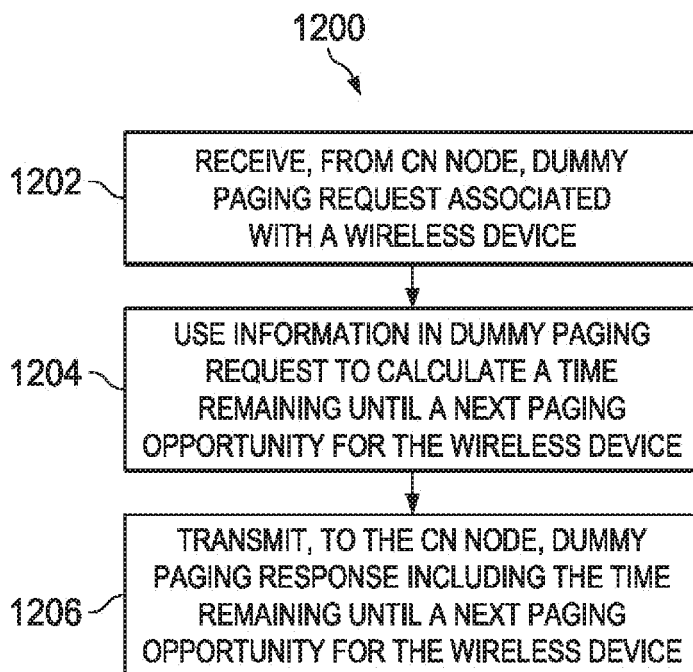 1200
1202
RECEIVE, FROM CN NODE, DUMMY
PAGING REQUEST ASSOCIATED
WITH A WIRELESS DEVICE
1204
USE INFORMATION IN DUMMY PAGING
REQUEST TO CALCULATE A TIME
REMAINING UNTIL A NEXT PAGING
OPPORTUNITY FOR THE WIRELESS DEVICE
1206
TRANSMIT, TO THE CN NODE, DUMMY
PAGING RESPONSE INCLUDING THE TIME
REMAINING UNTIL A NEXT PAGING
OPPORTUNITY FOR THE WIRELESS DEVICE